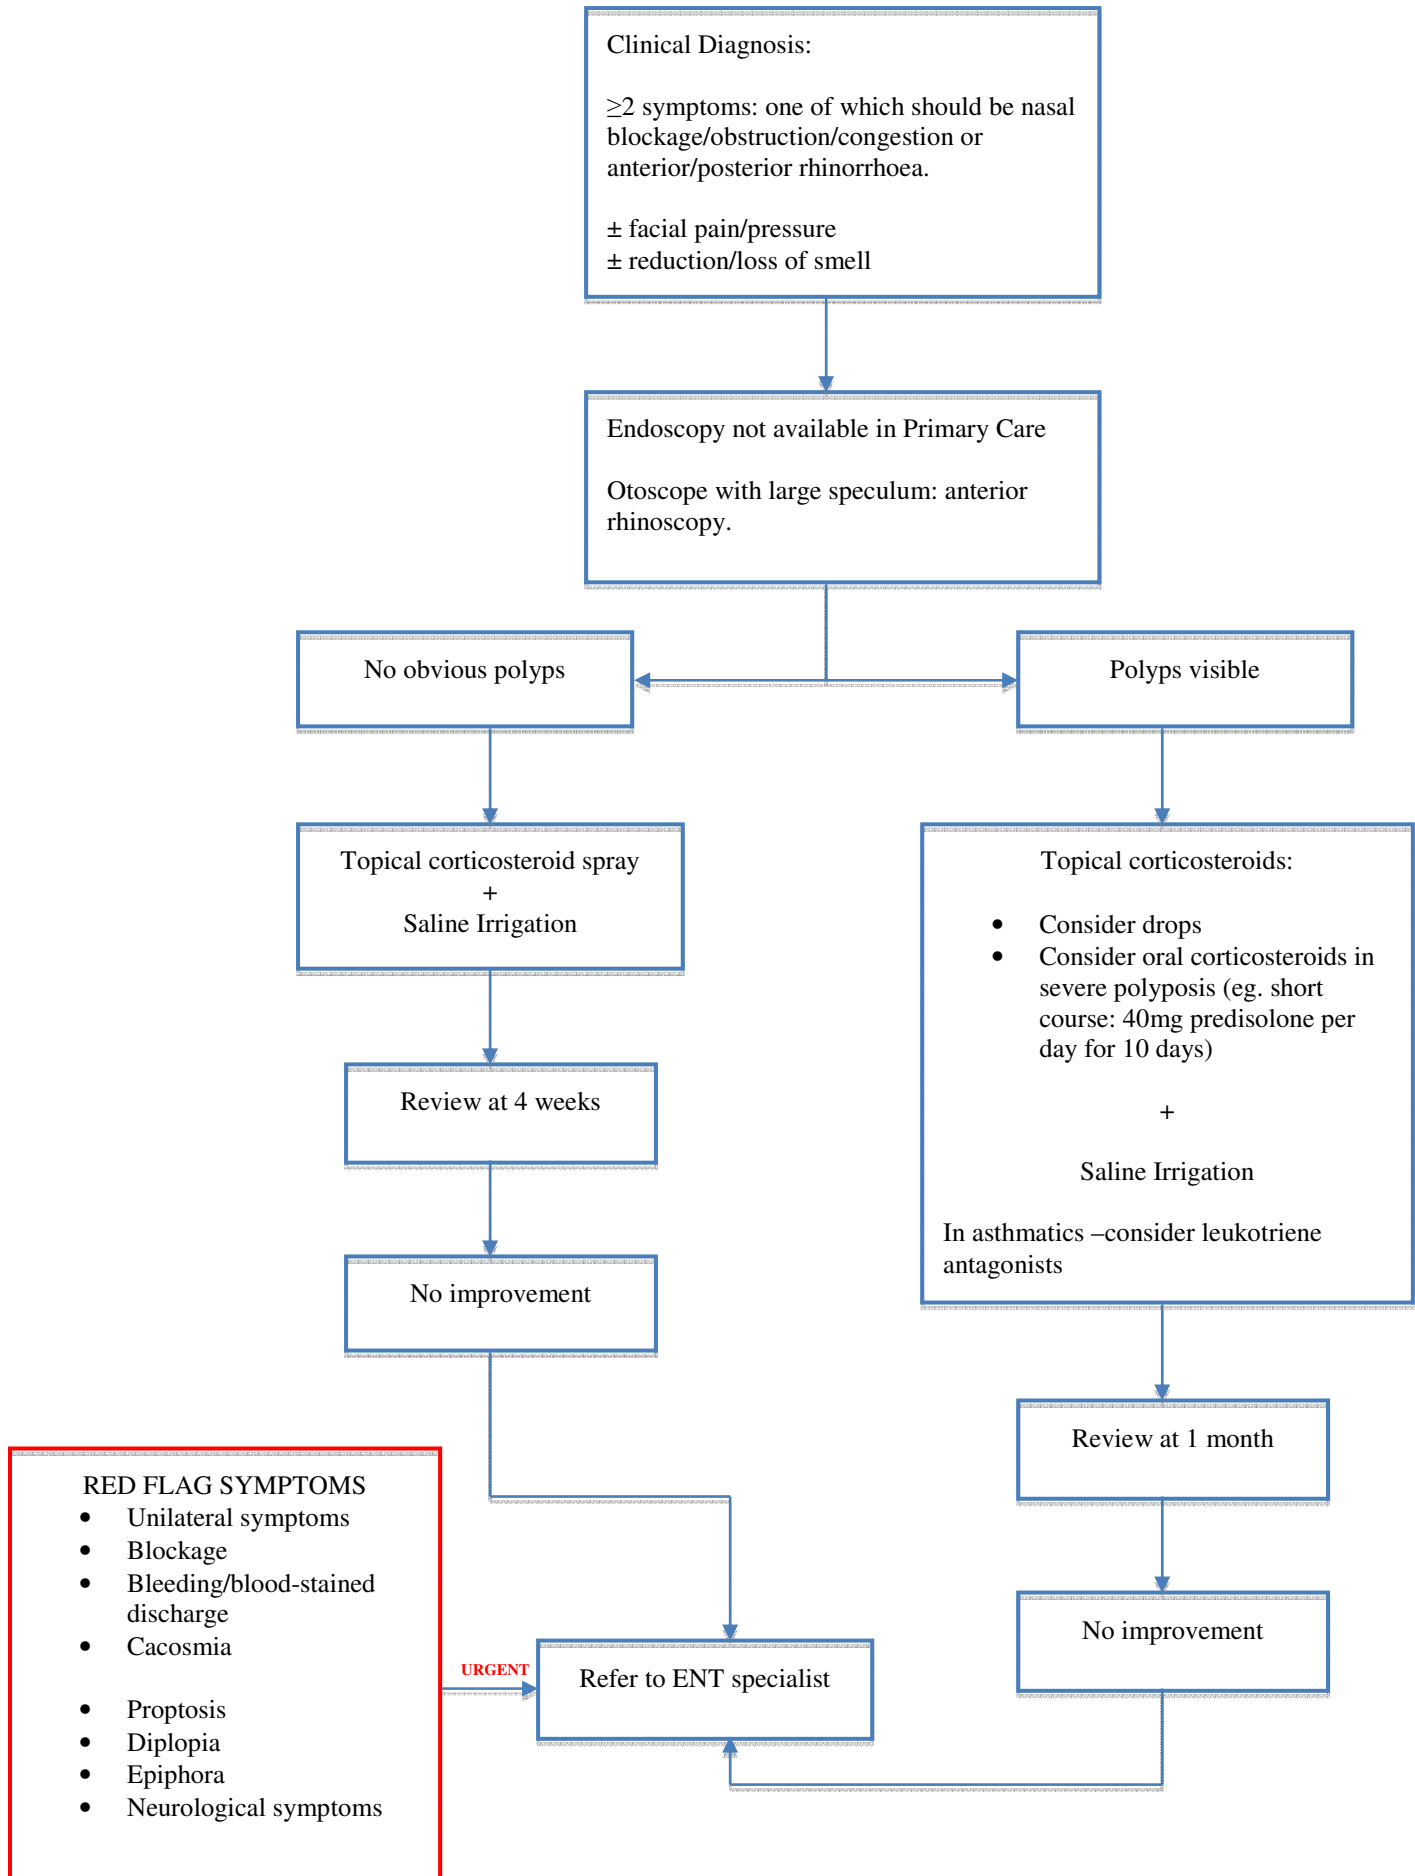 Clinical Diagnosis:
≥2 symptoms: one of which should be nasal
blockage/obstruction/congestion or
anterior/posterior rhinorrhoea.
± facial pain/pressure
± reduction/loss of smell
Endoscopy not available in Primary Care
Otoscope with large speculum: anterior
rhinoscopy.
No obvious polyps
Polyps visible
Topical corticosteroid spray
+
Saline Irrigation
Topical corticosteroids:
• Consider drops
• Consider oral corticosteroids in
severe polyposis (eg. short
course: 40mg predisolone per
day for 10 days)
+
Saline Irrigation
In asthmatics –consider leukotriene
antagonists
Review at 4 weeks
No improvement
Review at 1 month
No improvement
RED FLAG SYMPTOMS
• Unilateral symptoms
• Blockage
• Bleeding/blood-stained
discharge
• Cacosmia
• Proptosis
• Diplopia
• Epiphora
• Neurological symptoms
URGENT
Refer to ENT specialist